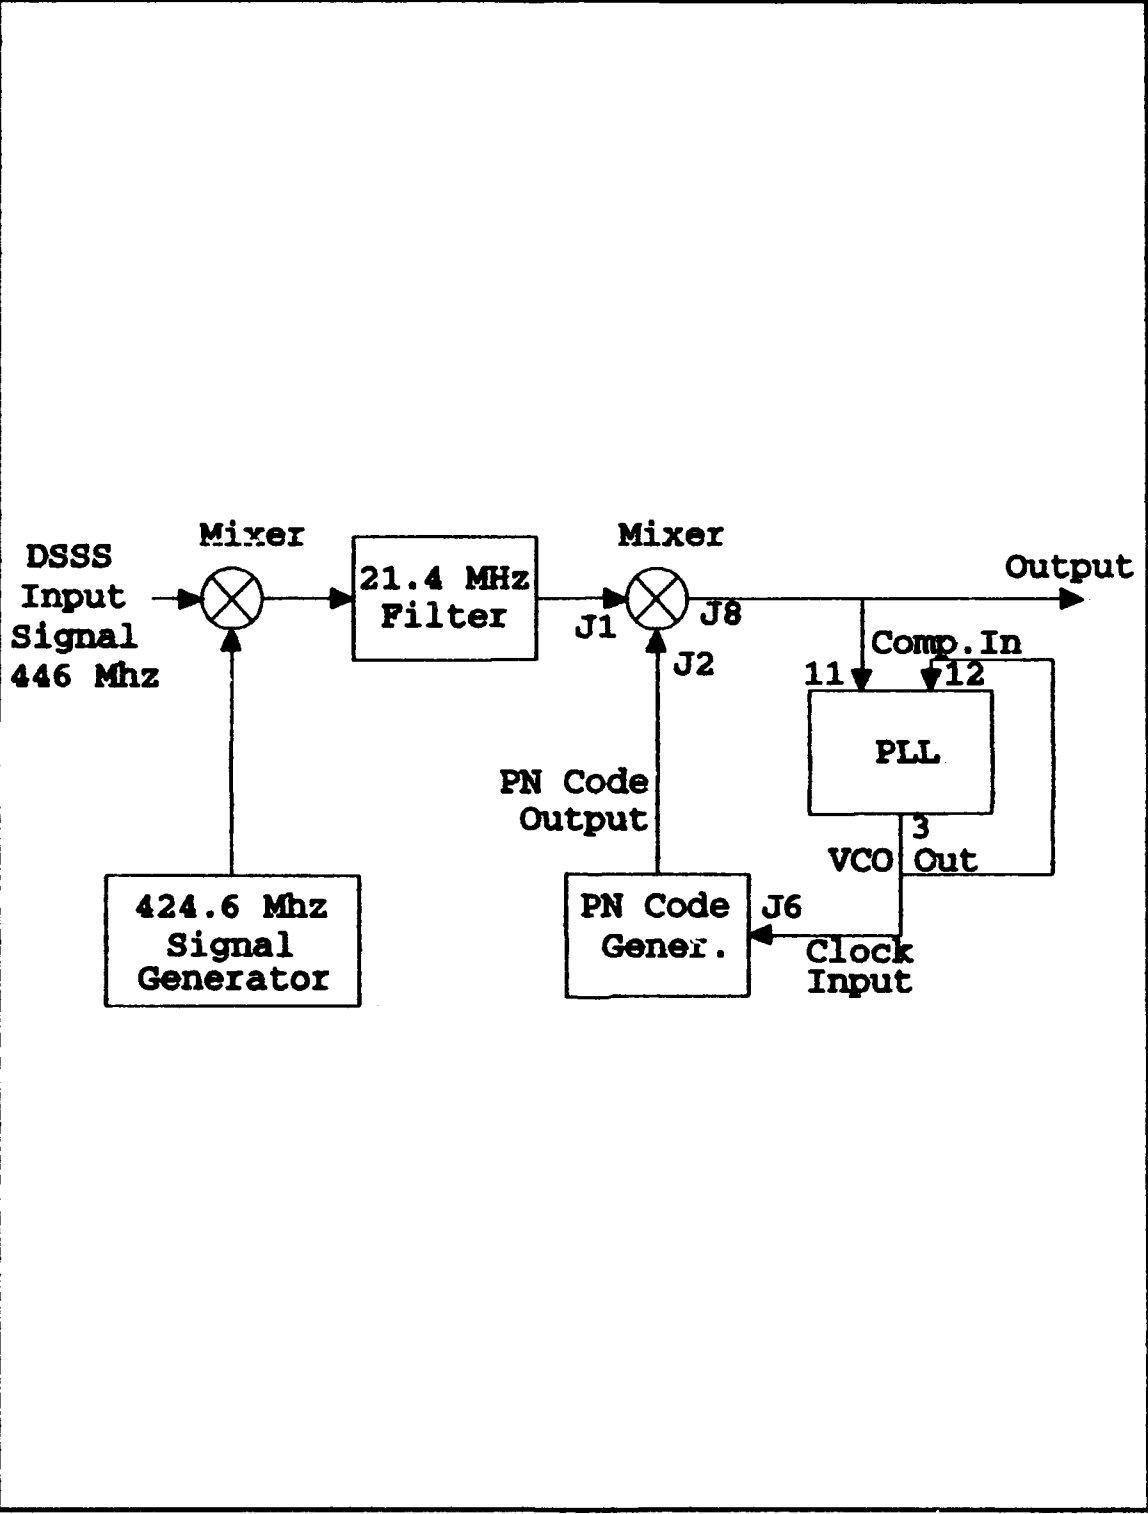 DSSS
Input
Signal
446 Mhz
Mixer
21.4 MHz
Filter
J1
Mixer
J8
J2
Output
Comp.In
11
12
PLL
3
VCO Out
PN Code
Output
424.6 Mhz
Signal
Generator
PN Code
Gener.
J6
Clock
Input